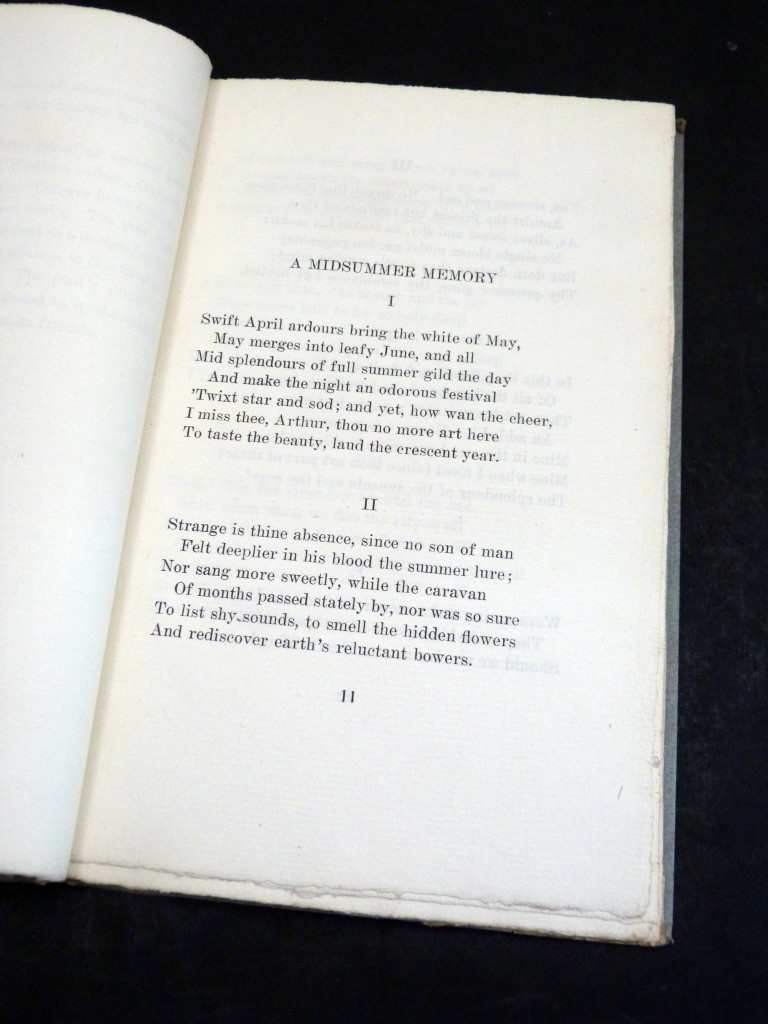 A MIDSUMMER MEMORY
I
Swift April ardours bring the white of May,
May merges into leafy June, and all
Mid splendours of full summer gild the day
And make the night an odorous festival
'Twixt star and sod; and yet, how wan the cheer,
I miss thee, Arthur, thou no more art here
To taste the beauty, laud the crescent year.
II
Strange is thine absence, since no son of man
Felt deeplier in his blood the summer lure;
Nor sang more sweetly, while the caravan
Of months passed stately by, nor was so sure
To list shy sounds, to smell the hidden flowers
And rediscover earth's reluctant bowers.
11